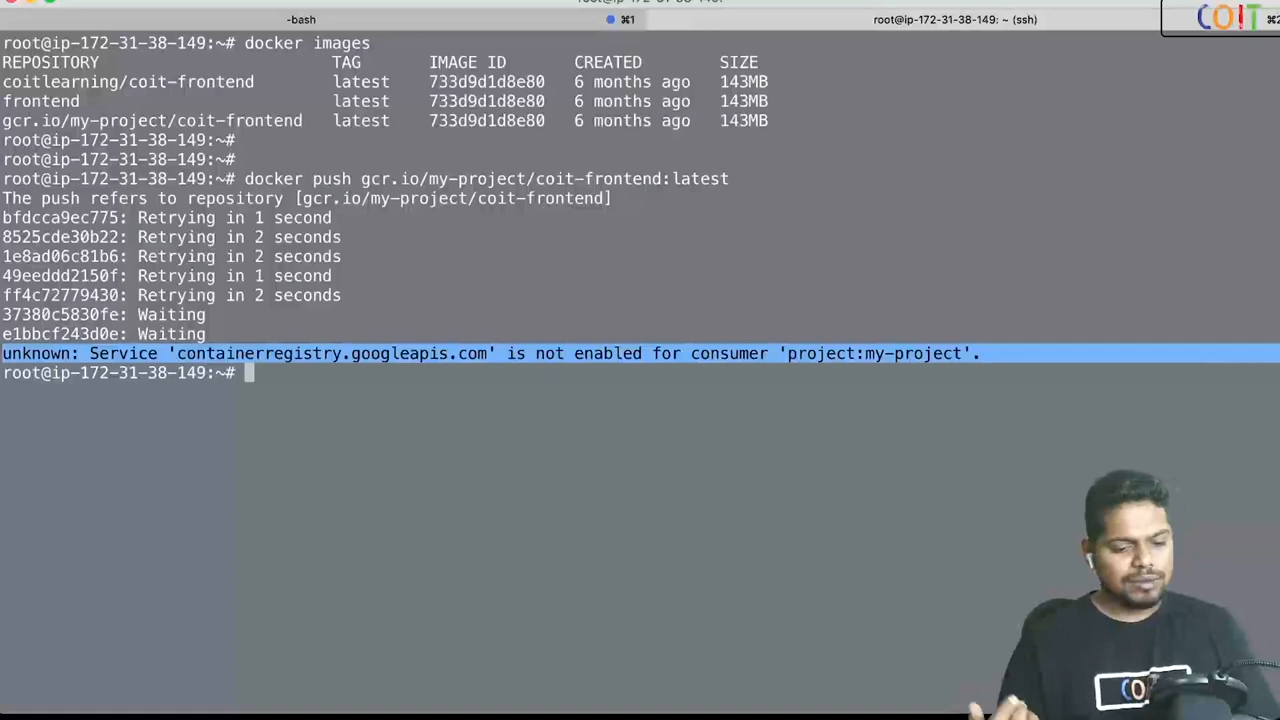 -bash
⌘1
root@ip-172-31-38-149: ~ (ssh)
COIT
⌘2
root@ip-172-31-38-149:~# docker images
REPOSITORY TAG IMAGE ID CREATED SIZE
coitlearning/coit-frontend latest 733d9d1d8e80 6 months ago 143MB
frontend latest 733d9d1d8e80 6 months ago 143MB
gcr.io/my-project/coit-frontend latest 733d9d1d8e80 6 months ago 143MB
root@ip-172-31-38-149:~#
root@ip-172-31-38-149:~#
root@ip-172-31-38-149:~# docker push gcr.io/my-project/coit-frontend:latest
The push refers to repository [gcr.io/my-project/coit-frontend]
bfdcca9ec775: Retrying in 1 second
8525cde30b22: Retrying in 2 seconds
1e8ad06c81b6: Retrying in 2 seconds
49eeddd2150f: Retrying in 1 second
ff4c72779430: Retrying in 2 seconds
37380c5830fe: Waiting
e1bbcf243d0e: Waiting
unknown: Service 'containerregistry.googleapis.com' is not enabled for consumer 'project:my-project'.
root@ip-172-31-38-149:~#